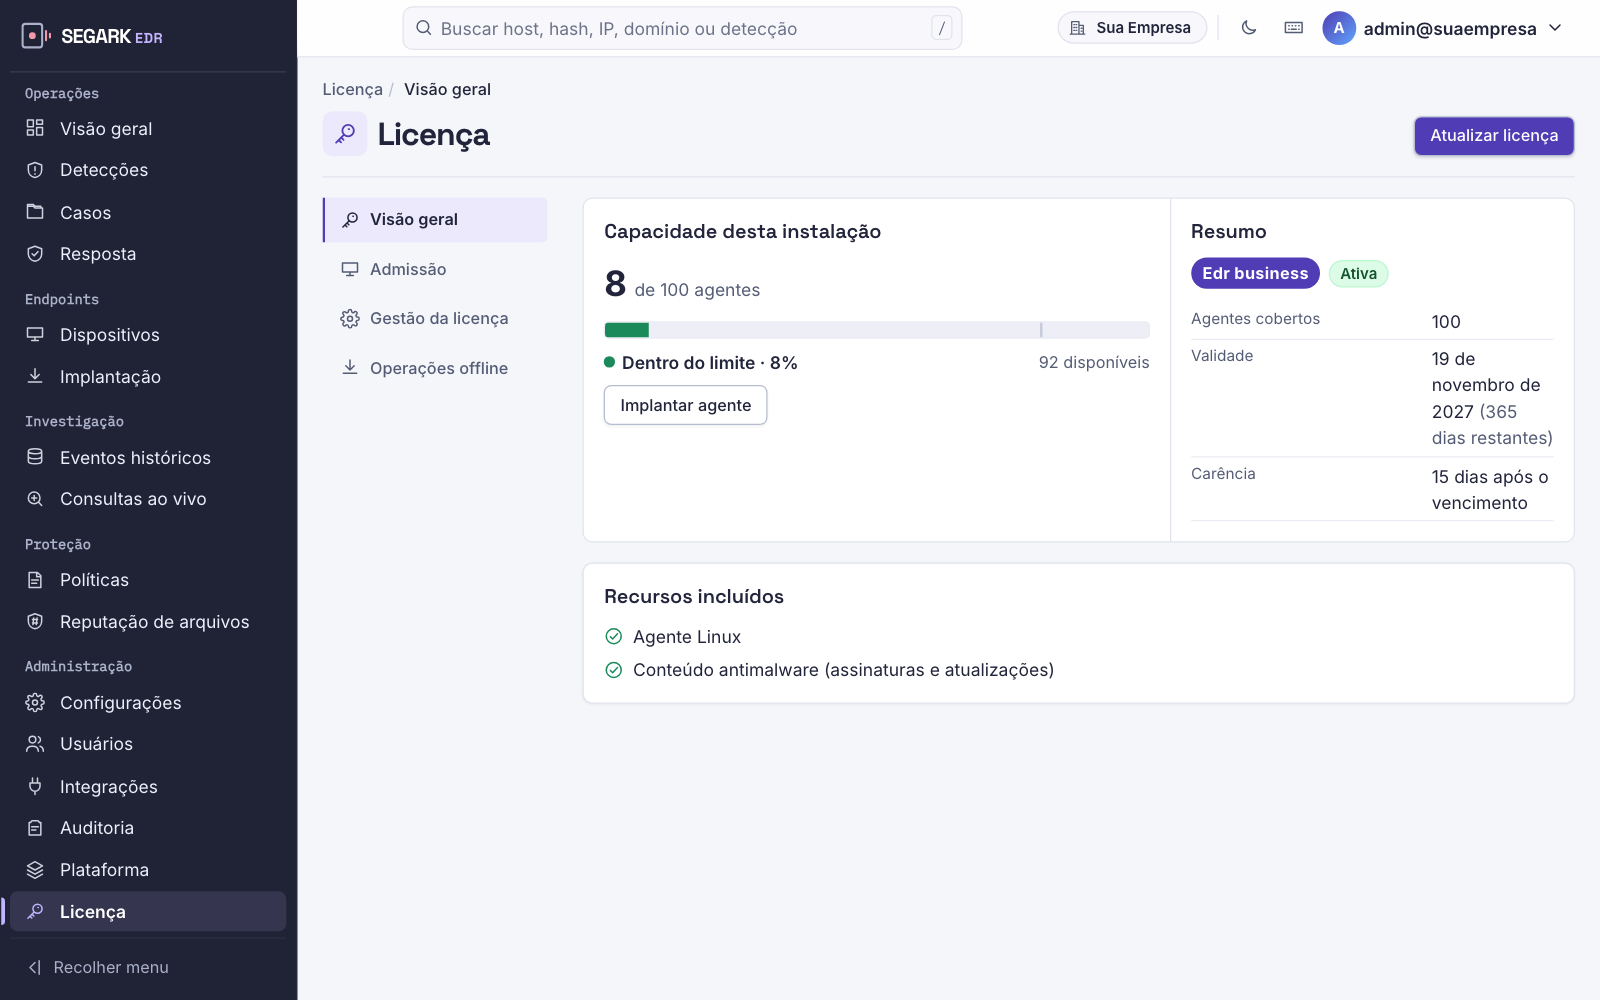 SEGARK EDR
Operações
Visão geral
Detecções
Casos
Resposta
Endpoints
Dispositivos
Implantação
Investigação
Eventos históricos
Consultas ao vivo
Proteção
Políticas
Reputação de arquivos
Administração
Configurações
Usuários
Integrações
Auditoria
Plataforma
Licença
Recolher menu
Buscar host, hash, IP, domínio ou detecção /
Sua Empresa
A admin@suaempresa
Licença / Visão geral
Licença
Atualizar licença
Visão geral
Admissão
Gestão da licença
Operações offline
Capacidade desta instalação
8 de 100 agentes
Dentro do limite · 8%
92 disponíveis
Implantar agente
Resumo
Edr business Ativa
Agentes cobertos 100
Validade 19 de
novembro de
2027 (365
dias restantes)
Carência 15 dias após o
vencimento
Recursos incluídos
Agente Linux
Conteúdo antimalware (assinaturas e atualizações)